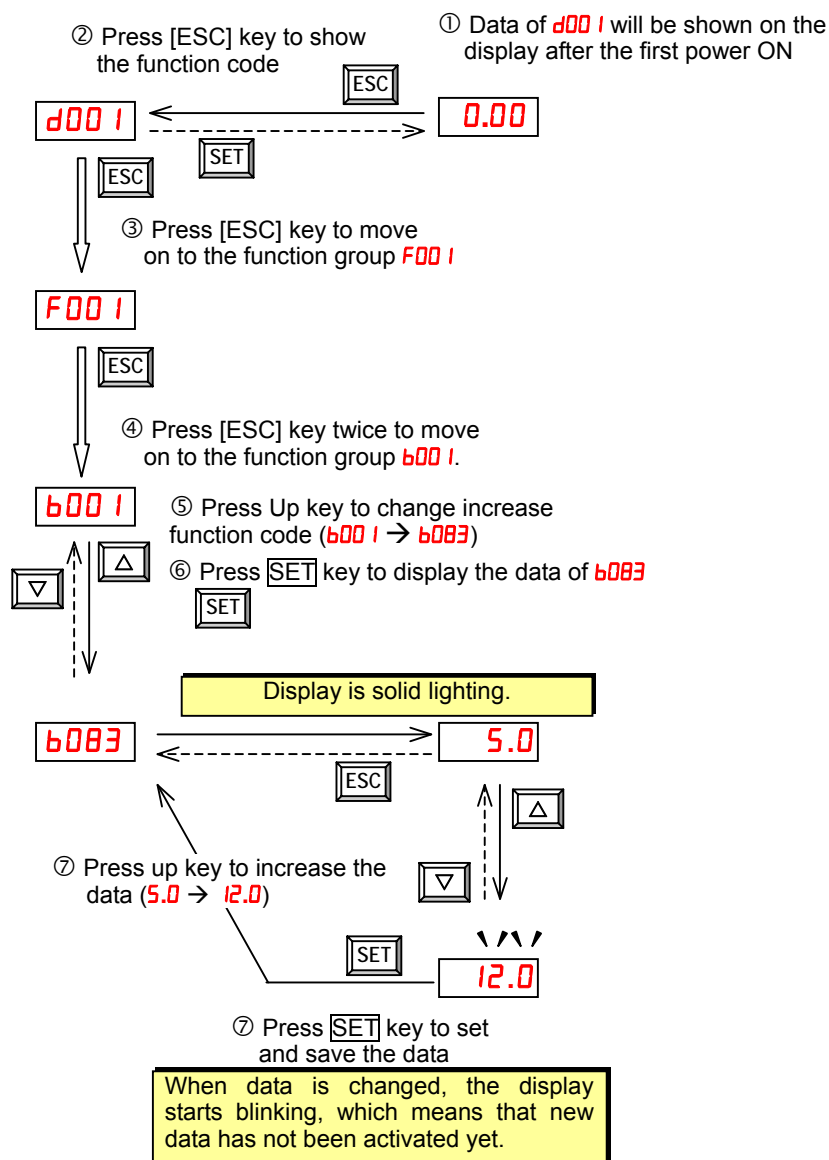 ② Press [ESC] key to show
the function code
① Data of d001 will be shown on the
display after the first power ON
ESC
d001
0.00
SET
ESC
③ Press [ESC] key to move
on to the function group F001
F001
ESC
④ Press [ESC] key twice to move
on to the function group b001.
b001
⑤ Press Up key to change increase
function code (b001 → b083)
△
▽
⑥ Press SET key to display the data of b083
SET
Display is solid lighting.
b083
5.0
ESC
△
⑦ Press up key to increase the
data (5.0 → 12.0)
▽
SET
12.0
⑦ Press SET key to set
and save the data
When data is changed, the display
starts blinking, which means that new
data has not been activated yet.